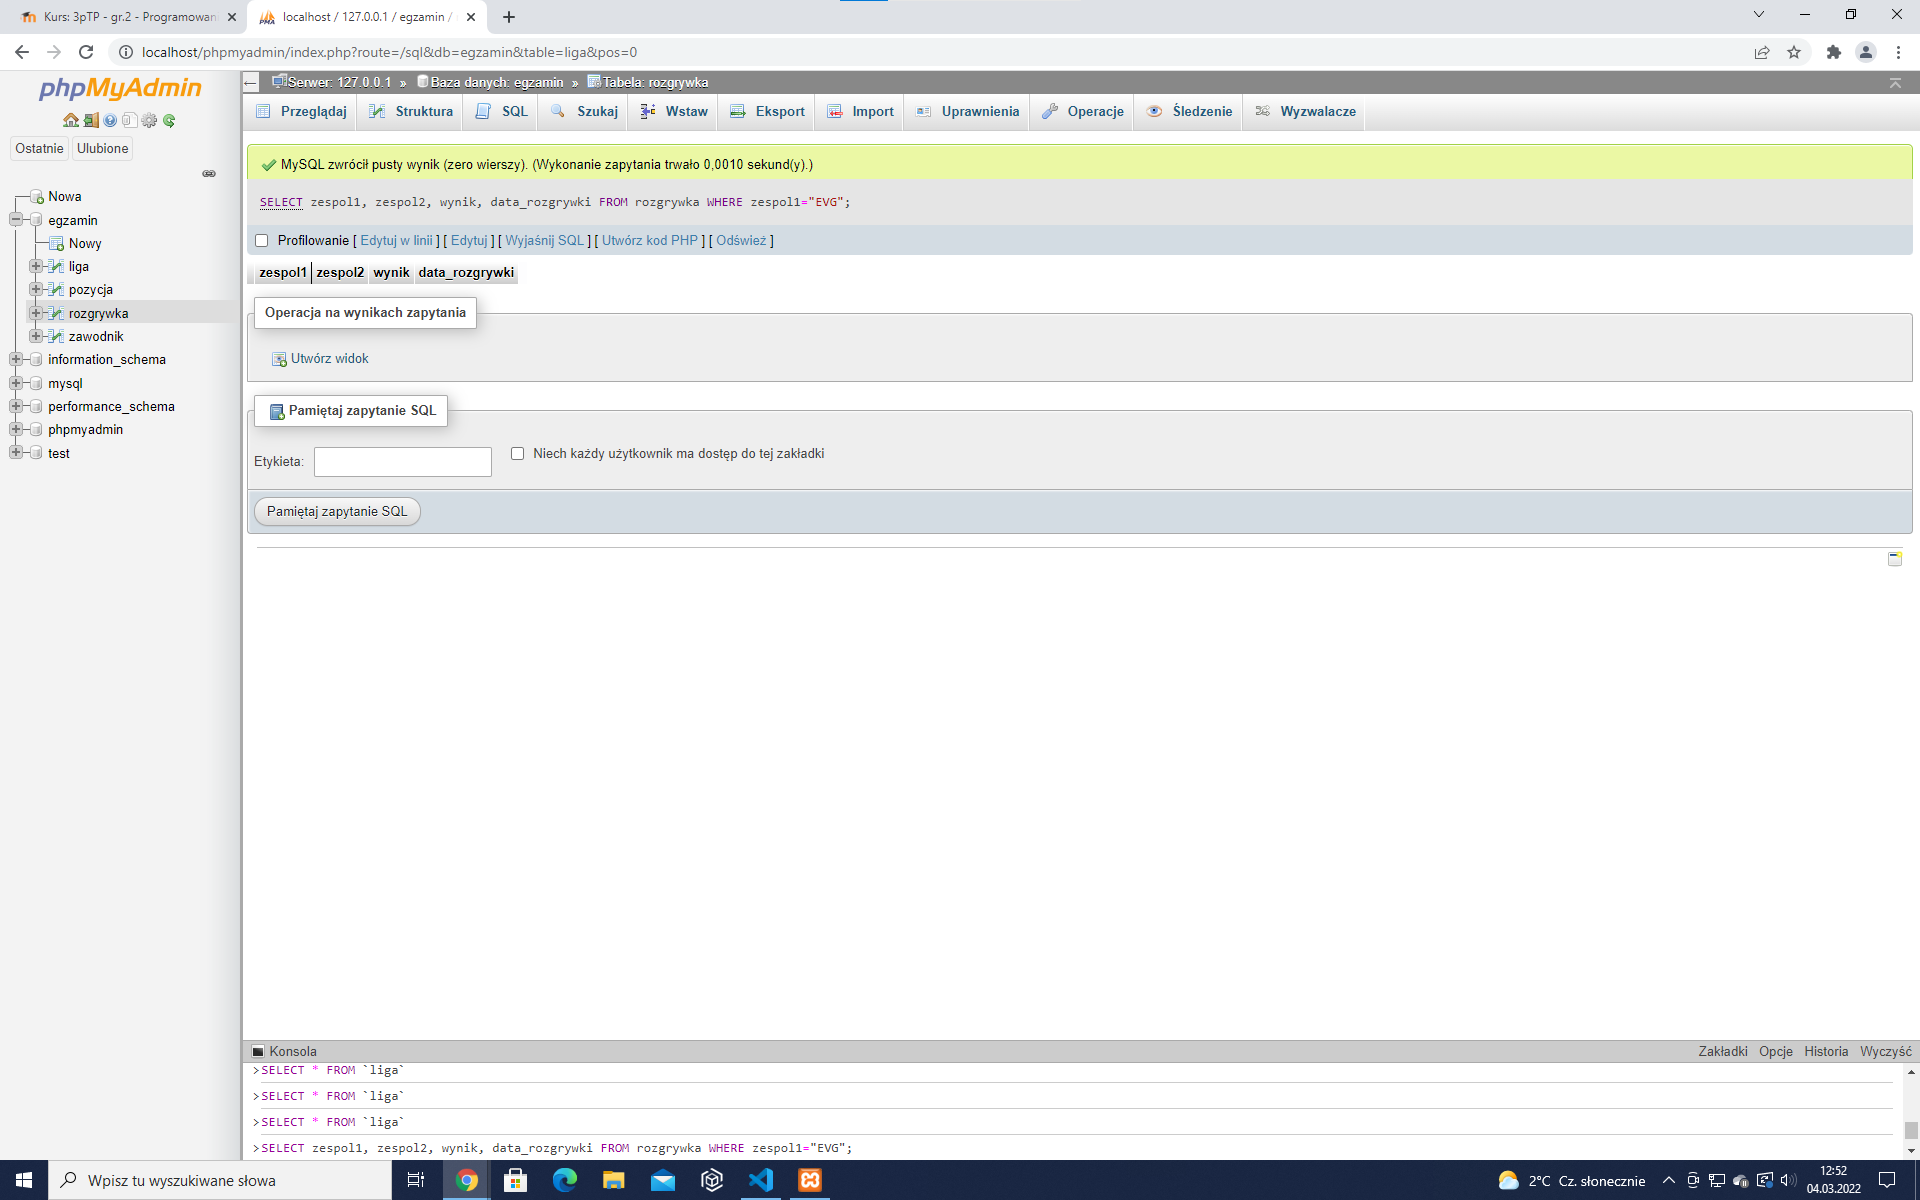 Kurs: 3pTP - gr.2 - Programowan
localhost / 127.0.0.1 / egzamin /
localhost/phpmyadmin/index.php?route=/sql&db=egzamin&table=liga&pos=0
phpMyAdmin
Ostatnie Ulubione
Nowa
egzamin
Nowy
liga
pozycja
rozgrywka
zawodnik
information_schema
mysql
performance_schema
phpmyadmin
test
Serwer: 127.0.0.1 » Baza danych: egzamin » Tabela: rozgrywka
Przeglądaj Struktura SQL Szukaj Wstaw Eksport Import Uprawnienia Operacje Śledzenie Wyzwalacze
MySQL zwrócił pusty wynik (zero wierszy). (Wykonanie zapytania trwało 0,0010 sekund(y).)
SELECT zespol1, zespol2, wynik, data_rozgrywki FROM rozgrywka WHERE zespol1="EVG";
Profilowanie [ Edytuj w linii ] [ Edytuj ] [ Wyjaśnij SQL ] [ Utwórz kod PHP ] [ Odśwież ]
zespol1 zespol2 wynik data_rozgrywki
Operacja na wynikach zapytania
Utwórz widok
Pamiętaj zapytanie SQL
Etykieta: Niech każdy użytkownik ma dostęp do tej zakładki
Pamiętaj zapytanie SQL
Konsola Zakładki Opcje Historia Wyczyść
>SELECT * FROM `liga`
>SELECT * FROM `liga`
>SELECT * FROM `liga`
>SELECT zespol1, zespol2, wynik, data_rozgrywki FROM rozgrywka WHERE zespol1="EVG";
Wpisz tu wyszukiwane słowa
2°C Cz. słonecznie
12:52
04.03.2022